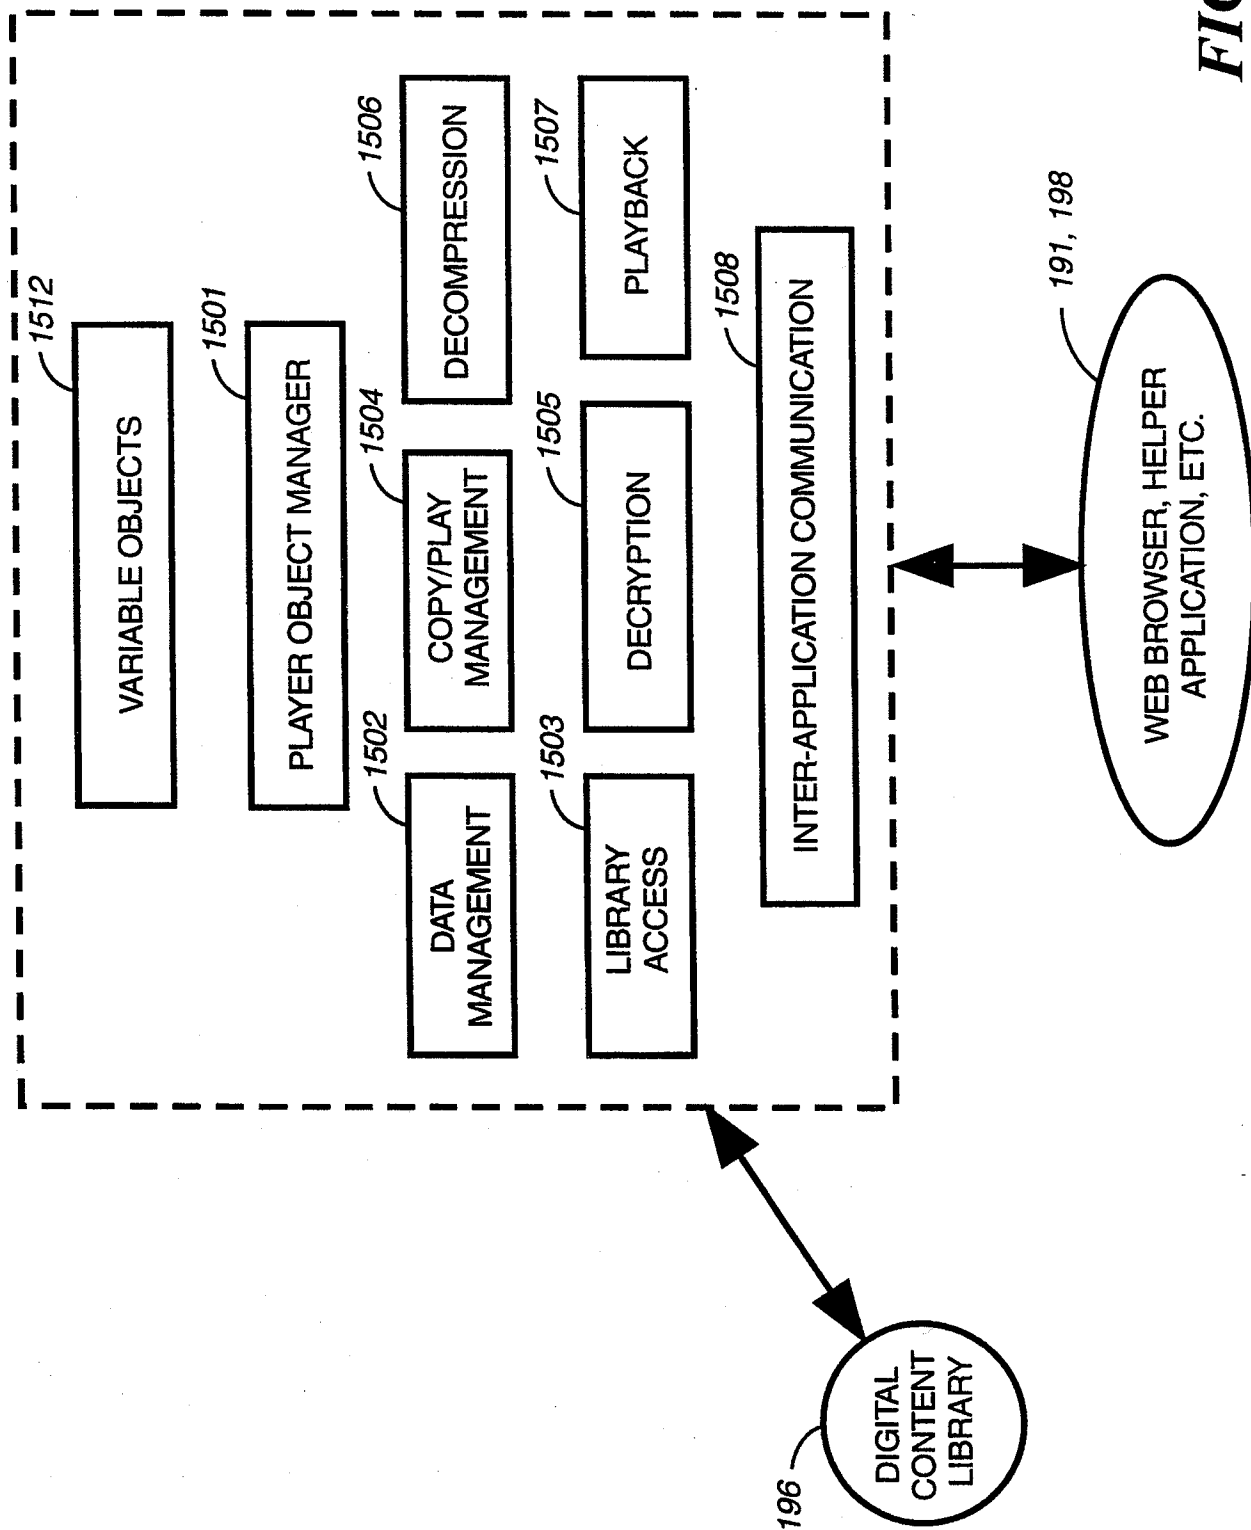 1512
VARIABLE OBJECTS
1501
PLAYER OBJECT MANAGER
1502
DATA
MANAGEMENT
1504
COPY/PLAY
MANAGEMENT
1506
DECOMPRESSION
1503
LIBRARY
ACCESS
1505
DECRYPTION
1507
PLAYBACK
1508
INTER-APPLICATION COMMUNICATION
196
DIGITAL
CONTENT
LIBRARY
191, 198
WEB BROWSER, HELPER
APPLICATION, ETC.